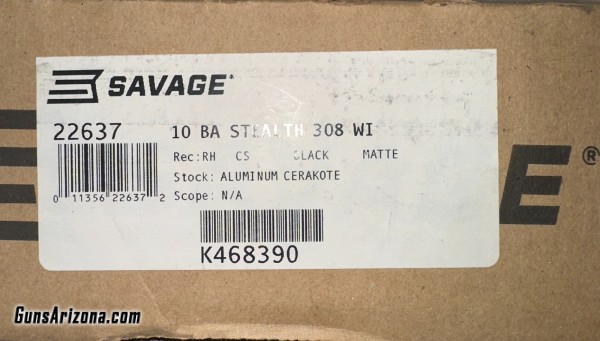 SAVAGE®
22637 10 BA STEALTH 308 WI
Rec:RH CS BLACK MATTE
Stock: ALUMINUM CERAKOTE
0 11356 22637 2 Scope: N/A
K468390
E®
GunsArizona.com